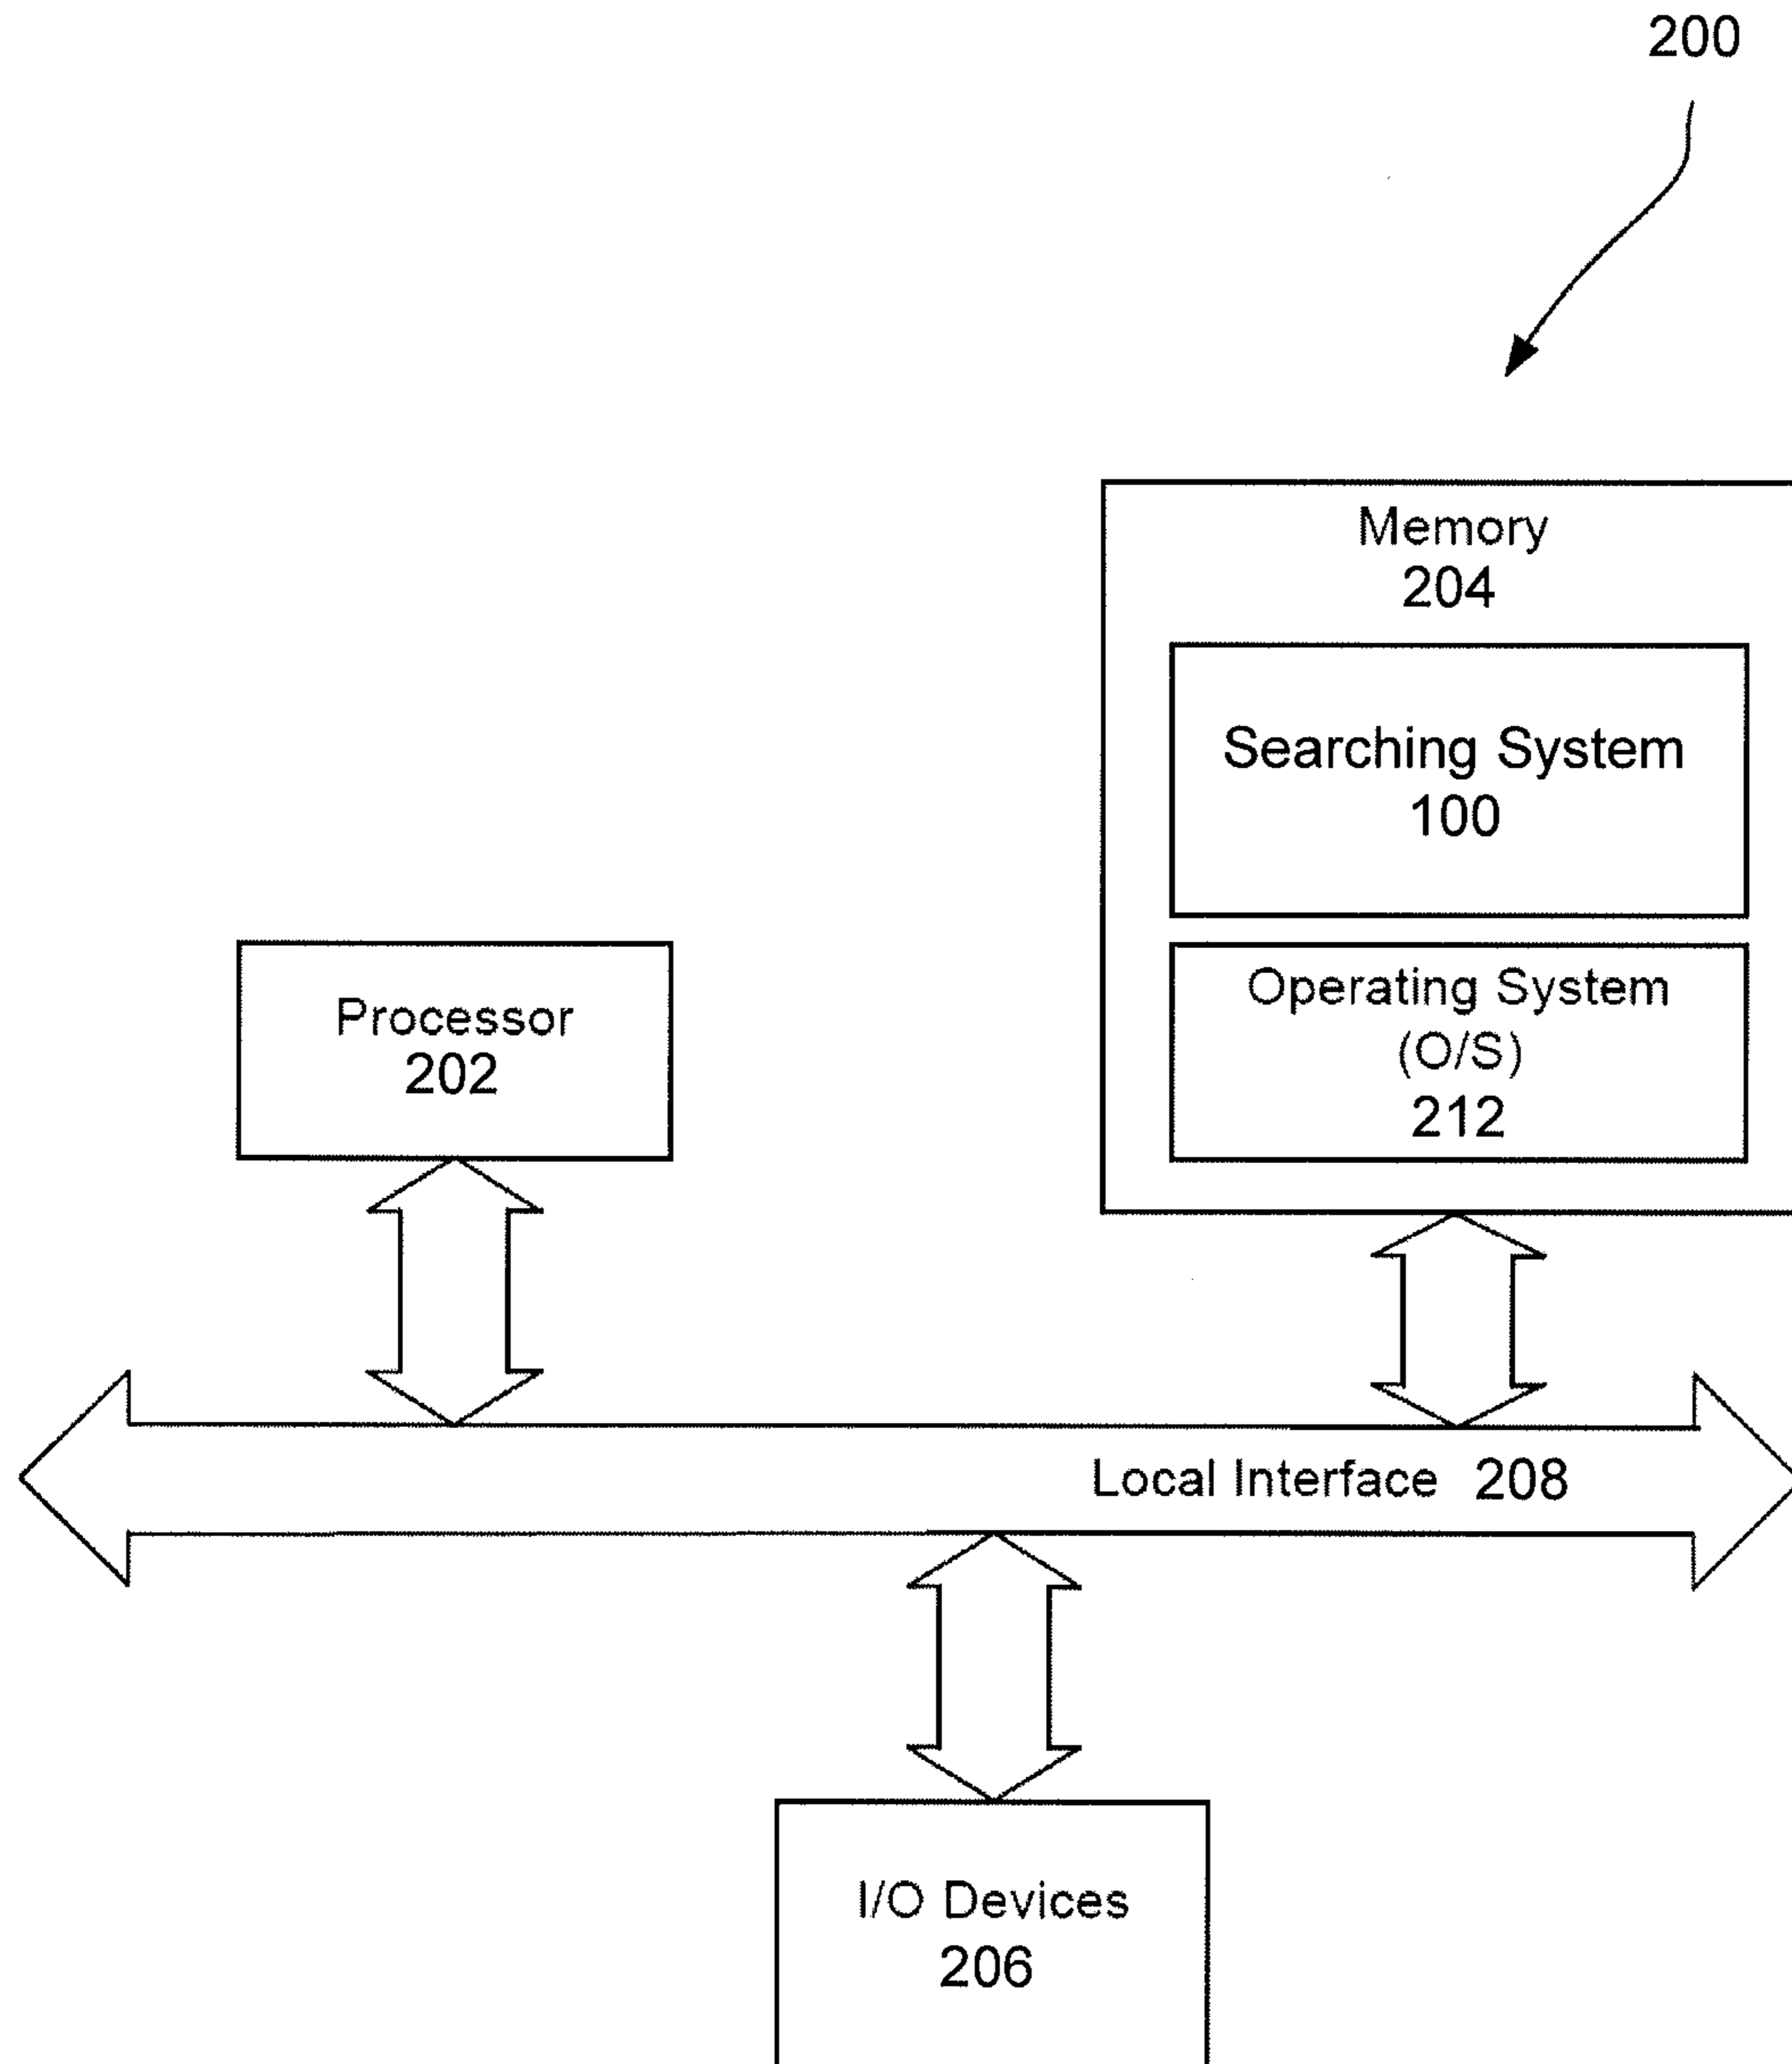 200
Memory
204
Searching System
100
Processor
202
Operating System
(O/S)
212
Local Interface 208
I/O Devices
206